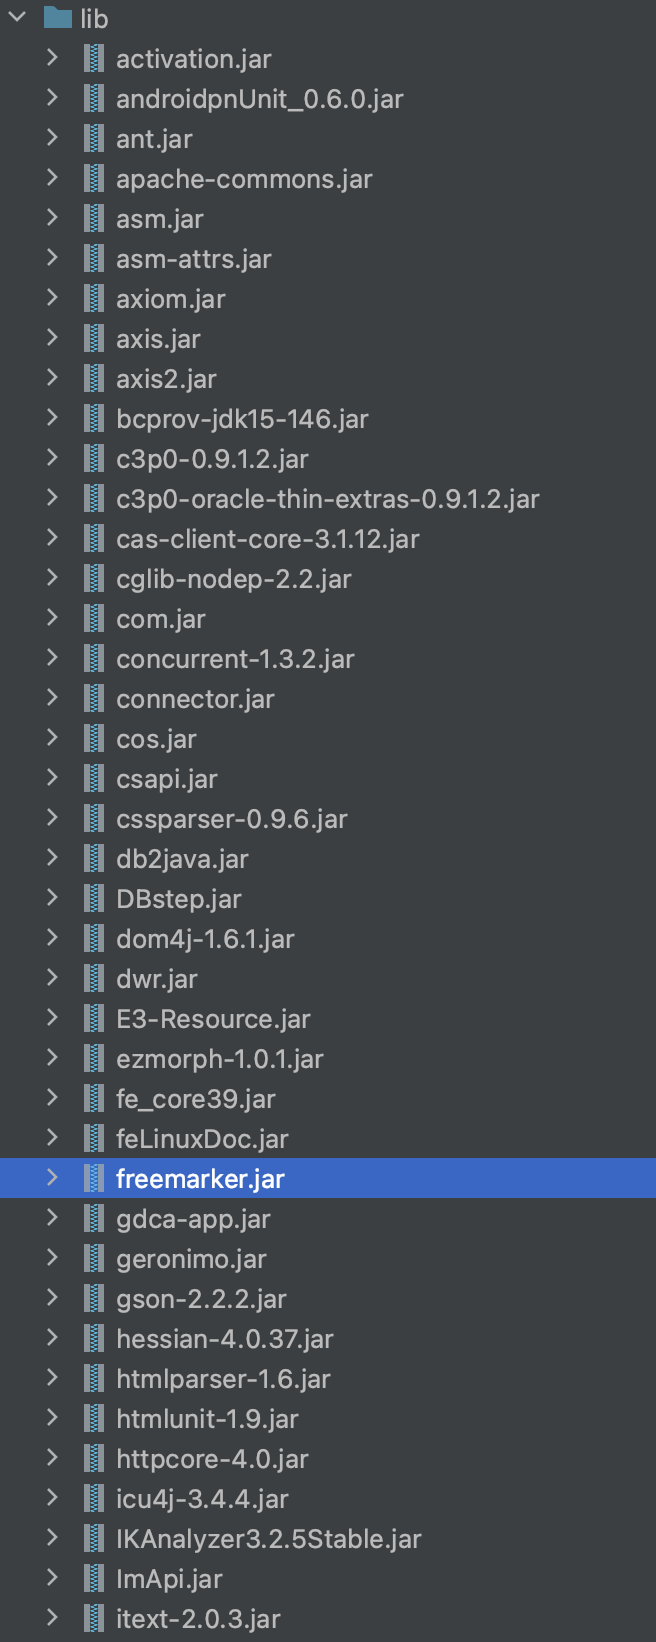 lib
activation.jar
androidpnUnit_0.6.0.jar
ant.jar
apache-commons.jar
asm.jar
asm-attrs.jar
axiom.jar
axis.jar
axis2.jar
bcprov-jdk15-146.jar
c3p0-0.9.1.2.jar
c3p0-oracle-thin-extras-0.9.1.2.jar
cas-client-core-3.1.12.jar
cglib-nodep-2.2.jar
com.jar
concurrent-1.3.2.jar
connector.jar
cos.jar
csapi.jar
cssparser-0.9.6.jar
db2java.jar
DBstep.jar
dom4j-1.6.1.jar
dwr.jar
E3-Resource.jar
ezmorph-1.0.1.jar
fe_core39.jar
feLinuxDoc.jar
freemarker.jar
gdca-app.jar
geronimo.jar
gson-2.2.2.jar
hessian-4.0.37.jar
htmlparser-1.6.jar
htmlunit-1.9.jar
httpcore-4.0.jar
icu4j-3.4.4.jar
IKAnalyzer3.2.5Stable.jar
ImApi.jar
itext-2.0.3.jar